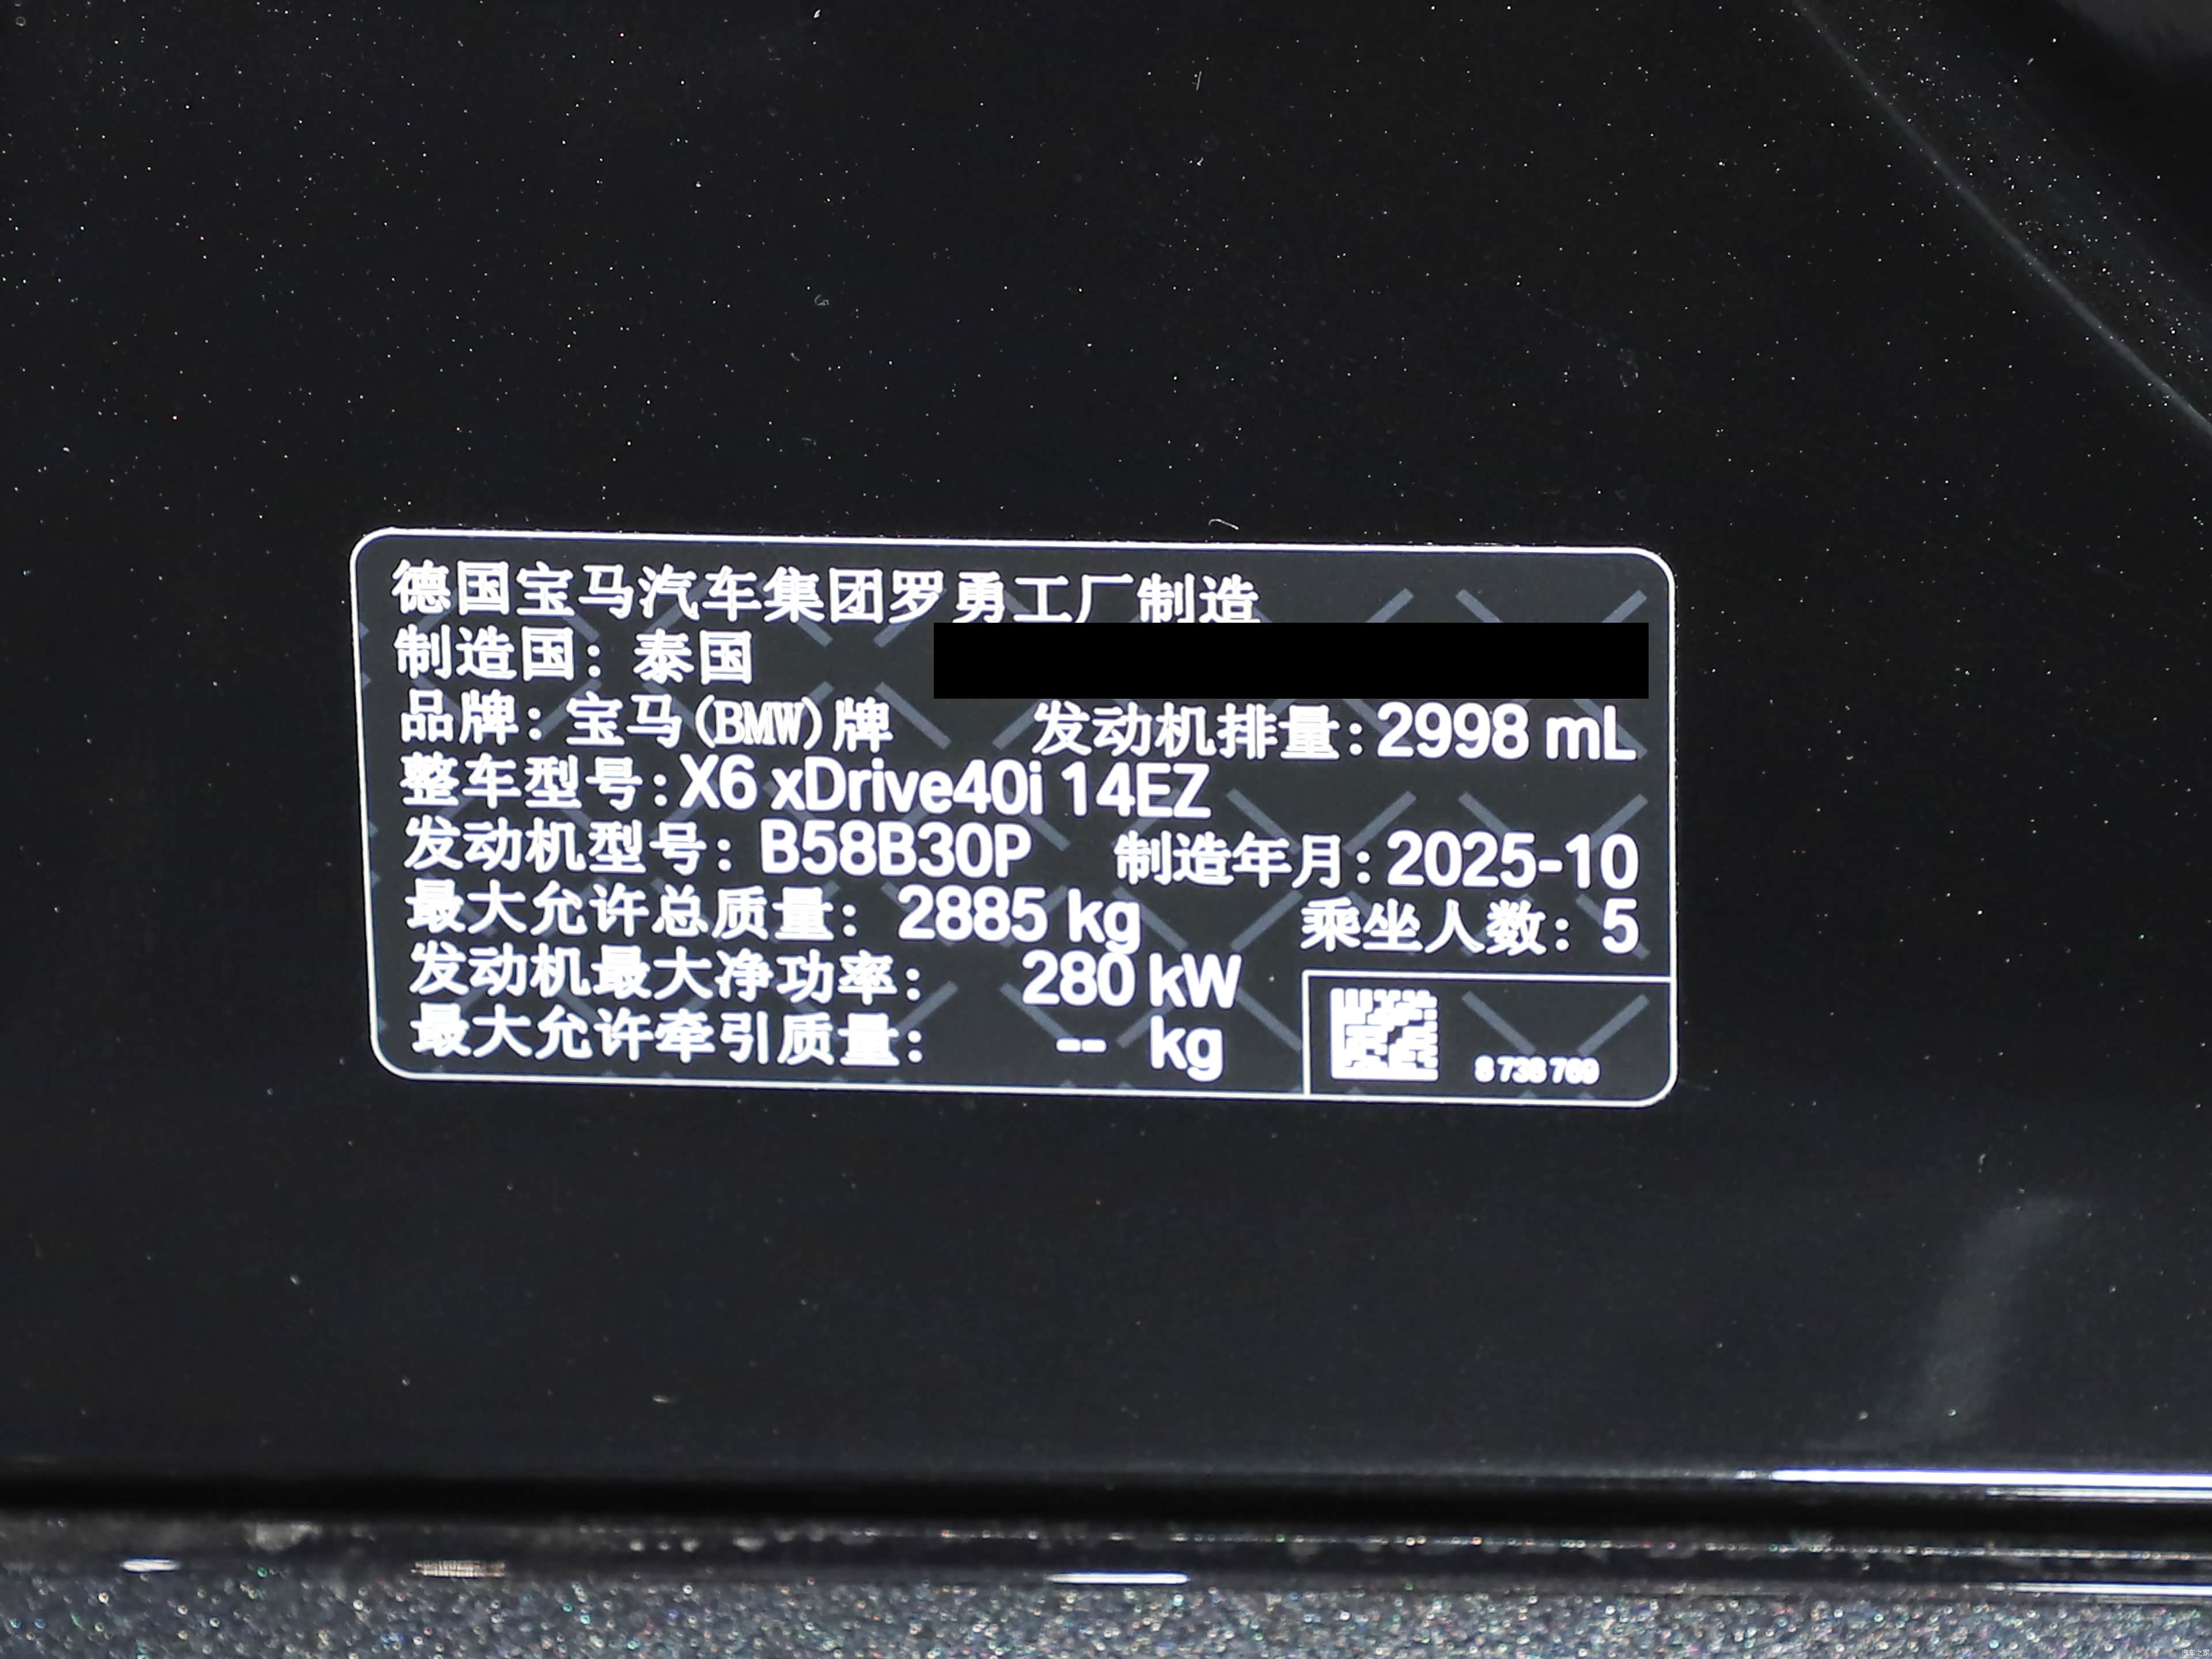 德国宝马汽车集团罗勇工厂制造
制造国：泰国
品牌：宝马(BMW)牌 发动机排量：2998 mL
整车型号：X6 xDrive40i 14EZ
发动机型号：B58B30P 制造年月：2025-10
最大允许总质量：2885 kg 乘坐人数：5
发动机最大净功率：280 kW
最大允许牵引质量：-- kg
汽车之家